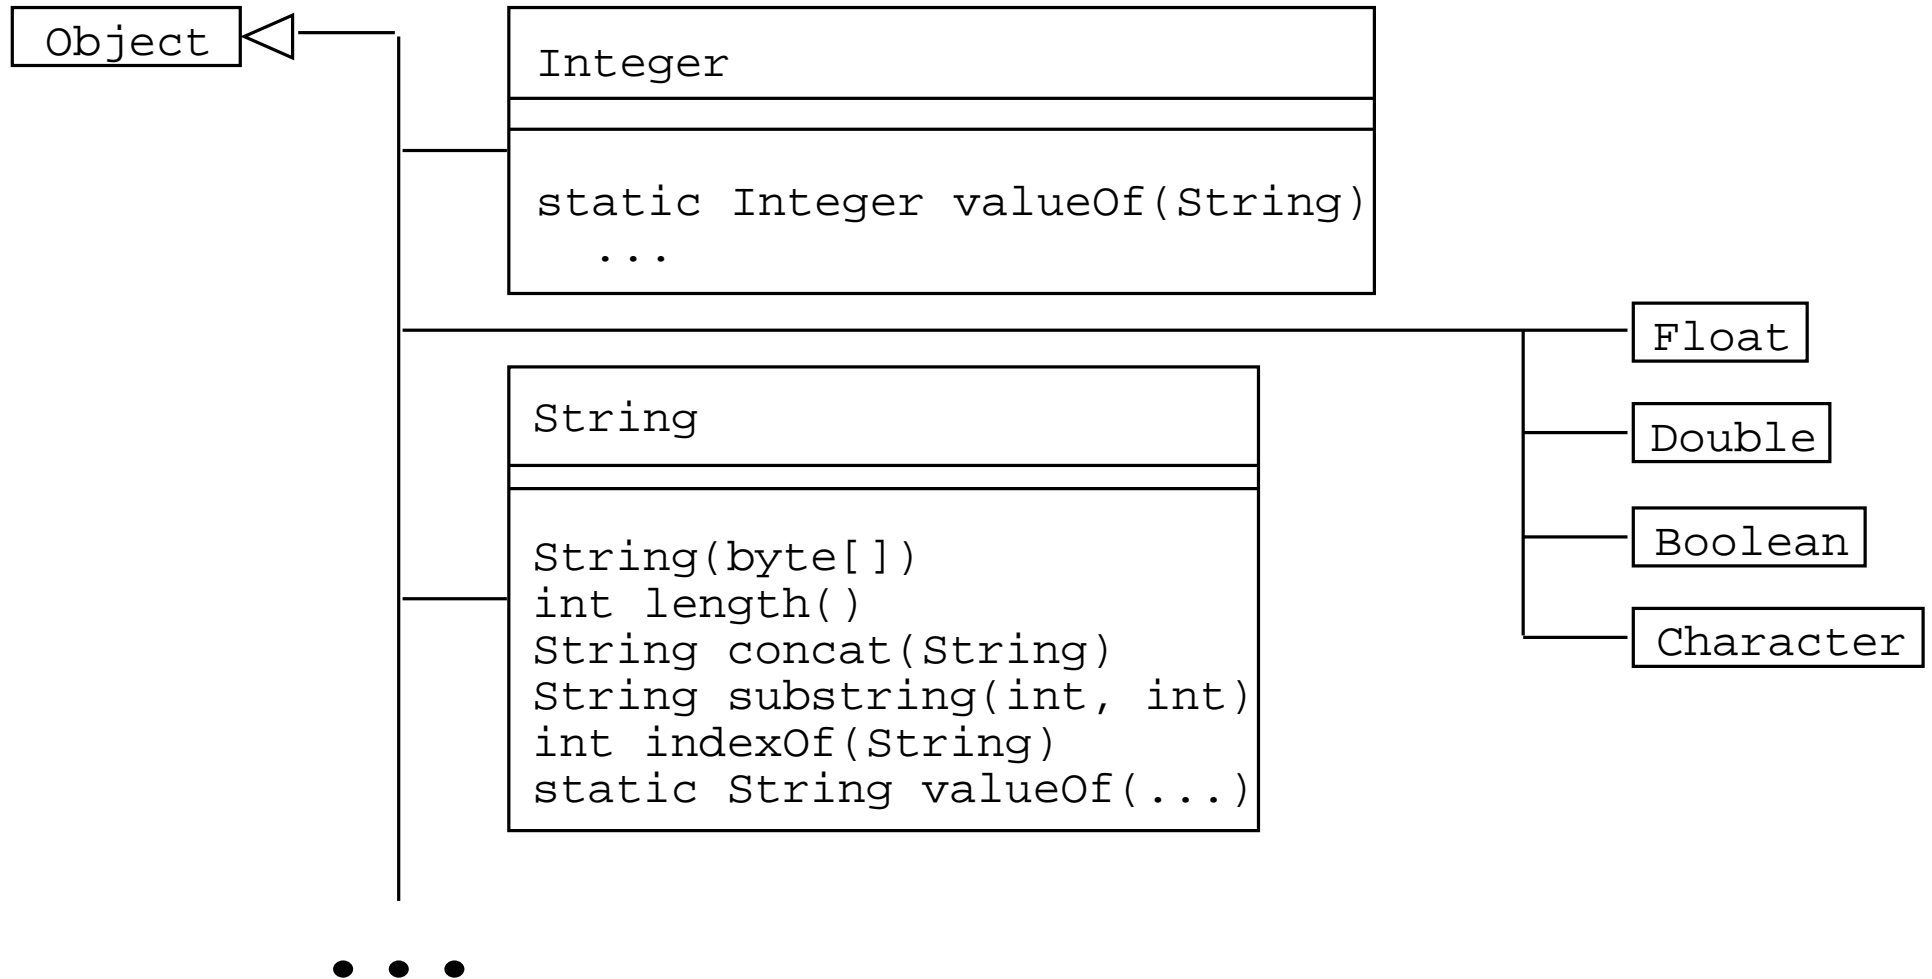 Object
Integer
static Integer valueOf(String)
...
Float
Double
Boolean
Character
String
String(byte[])
int length()
String concat(String)
String substring(int, int)
int indexOf(String)
static String valueOf(...)
...